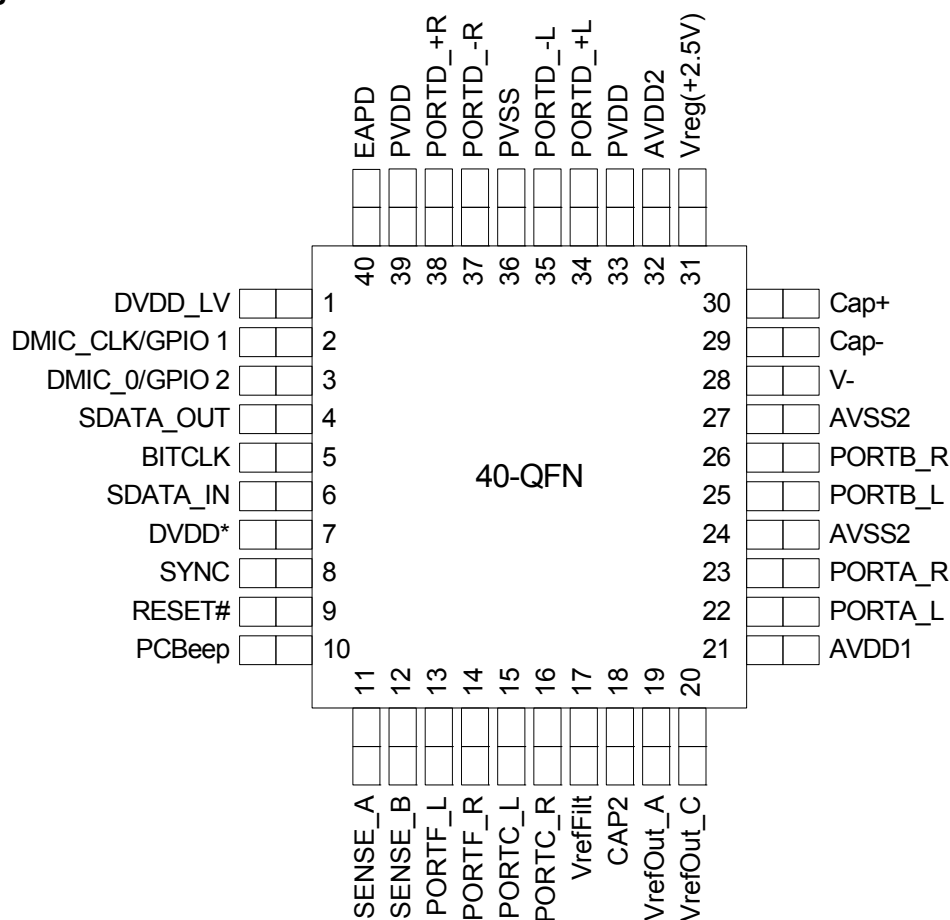 EAPD
PVDD
PORTD_+R
PORTD_-R
PVSS
PORTD_-L
PORTD_+L
PVDD
AVDD2
Vreg(+2.5V)
40 39 38 37 36 35 34 33 32 31
DVDD_LV 1
DMIC_CLK/GPIO 1 2
DMIC_0/GPIO 2 3
SDATA_OUT 4
BITCLK 5
SDATA_IN 6
DVDD* 7
SYNC 8
RESET# 9
PCBeep 10
40-QFN
30 Cap+
29 Cap-
28 V-
27 AVSS2
26 PORTB_R
25 PORTB_L
24 AVSS2
23 PORTA_R
22 PORTA_L
21 AVDD1
11 12 13 14 15 16 17 18 19 20
SENSE_A
SENSE_B
PORTF_L
PORTF_R
PORTC_L
PORTC_R
VrefFilt
CAP2
VrefOut_A
VrefOut_C